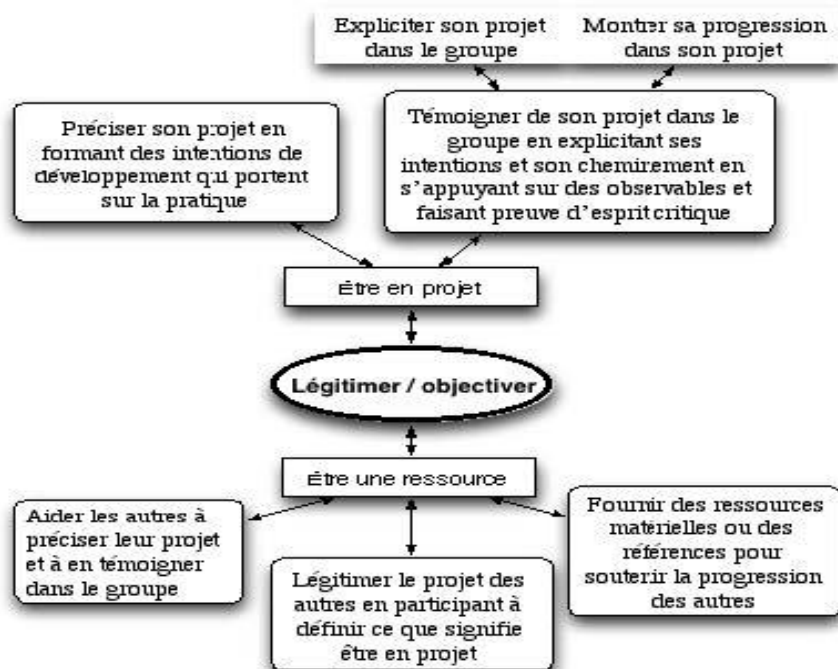 Expliciter son projet
dans le groupe
Montrer sa progression
dans son projet
Préciser son projet en
formant des intentions de
développement qui portent
sur la pratique
Témoigner de son projet dans le
groupe en explicitant ses
intentions et son chemirement en
s'appuyant sur des observables et
faisant preuve d'esprit critique
Être en projet
Légitimer / objectiver
Être une ressource
Aider les autres à
préciser leur projet
et à en témoigner
dans le groupe
Légitimer le projet des
autres en participant à
définir ce que signifie
être en projet
Fournir des ressources
matérielles ou des
références pour
souterir la progression
des autres